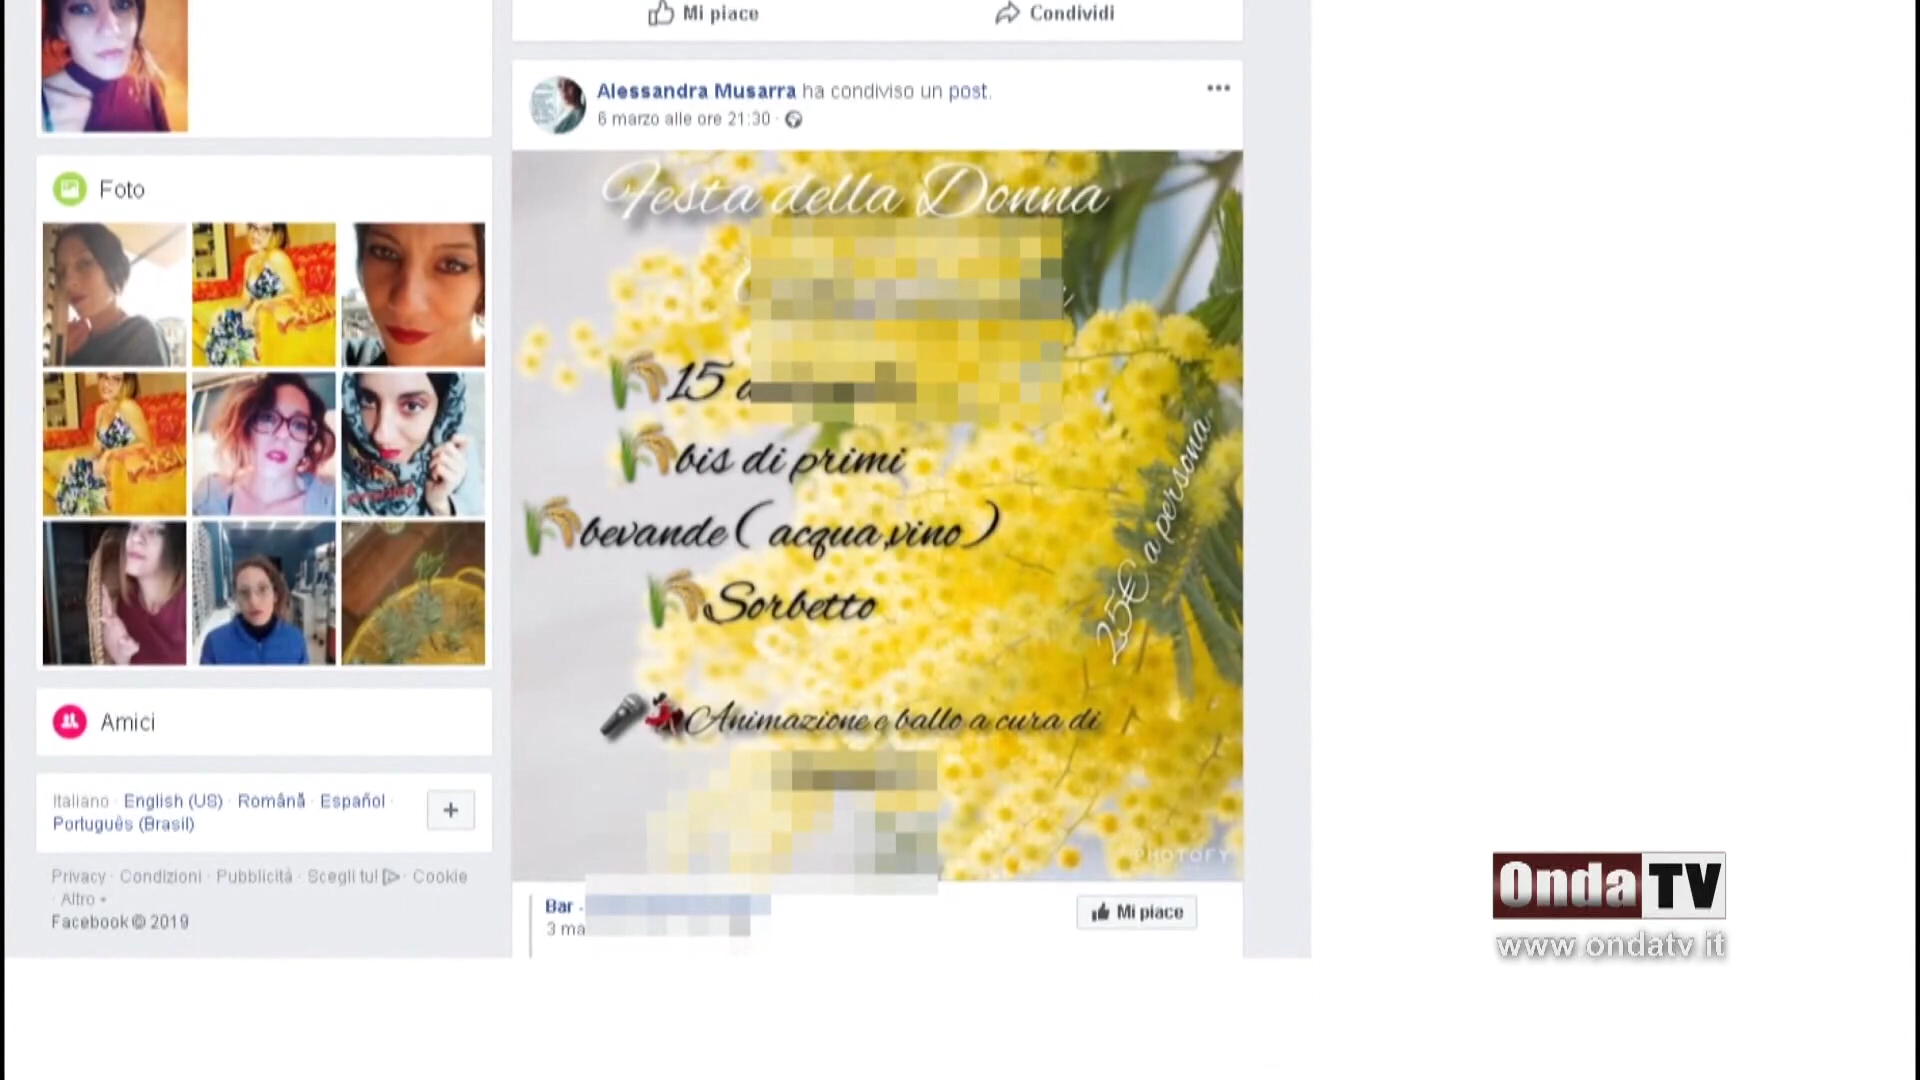 Mi piace
Condividi
Alessandra Musarra ha condiviso un post.
6 marzo alle ore 21:30
Foto
Festa della Donna
15
bis di primi
bevande ( acqua,vino )
Sorbetto
25€ a persona
Animazione e ballo a cura di
PHOTOFY
Amici
Italiano · English (US) · Română · Español ·
Português (Brasil)
Privacy · Condizioni · Pubblicità · Scegli tu! · Cookie
· Altro
Facebook © 2019
Bar
3 ma
Mi piace
Onda TV
www.ondatv.it